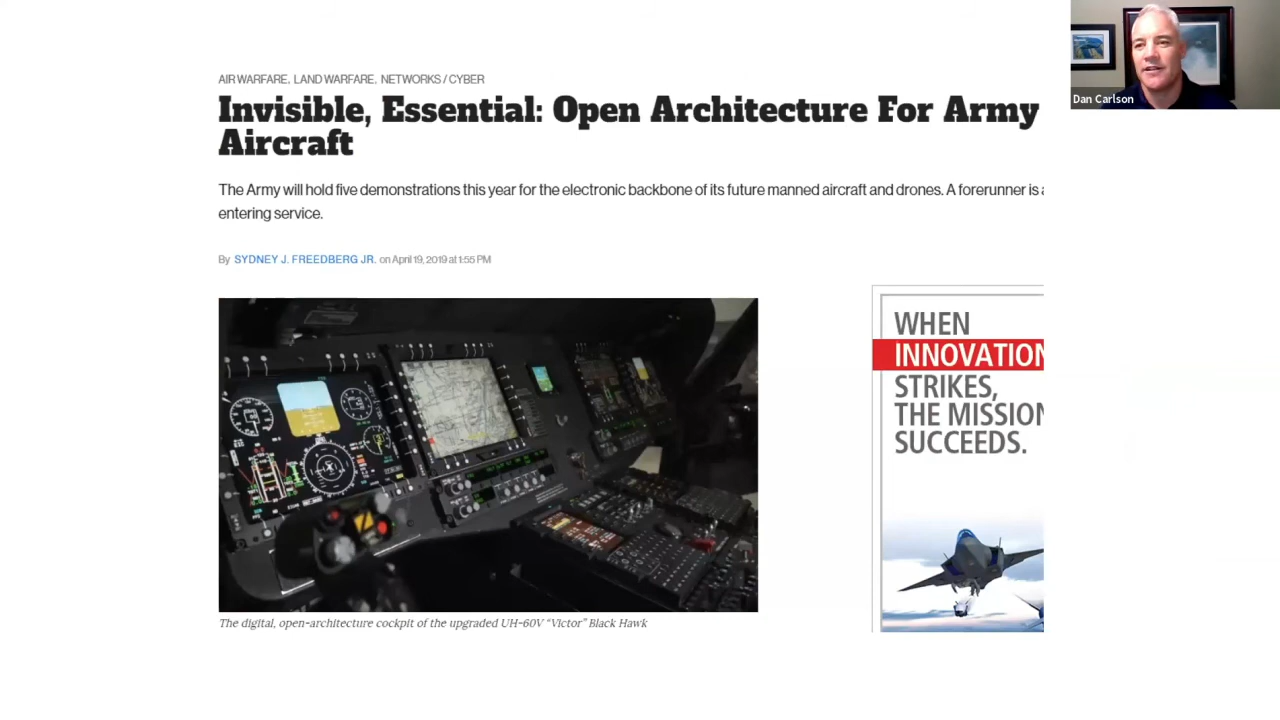 AIR WARFARE, LAND WARFARE, NETWORKS / CYBER
Invisible, Essential: Open Architecture For Army
Aircraft
The Army will hold five demonstrations this year for the electronic backbone of its future manned aircraft and drones. A forerunner is
entering service.
By SYDNEY J. FREEDBERG JR. on April 19, 2019 at 1:55 PM
WHEN
INNOVATION
STRIKES,
THE MISSION
SUCCEEDS.
The digital, open-architecture cockpit of the upgraded UH-60V “Victor” Black Hawk
Dan Carlson